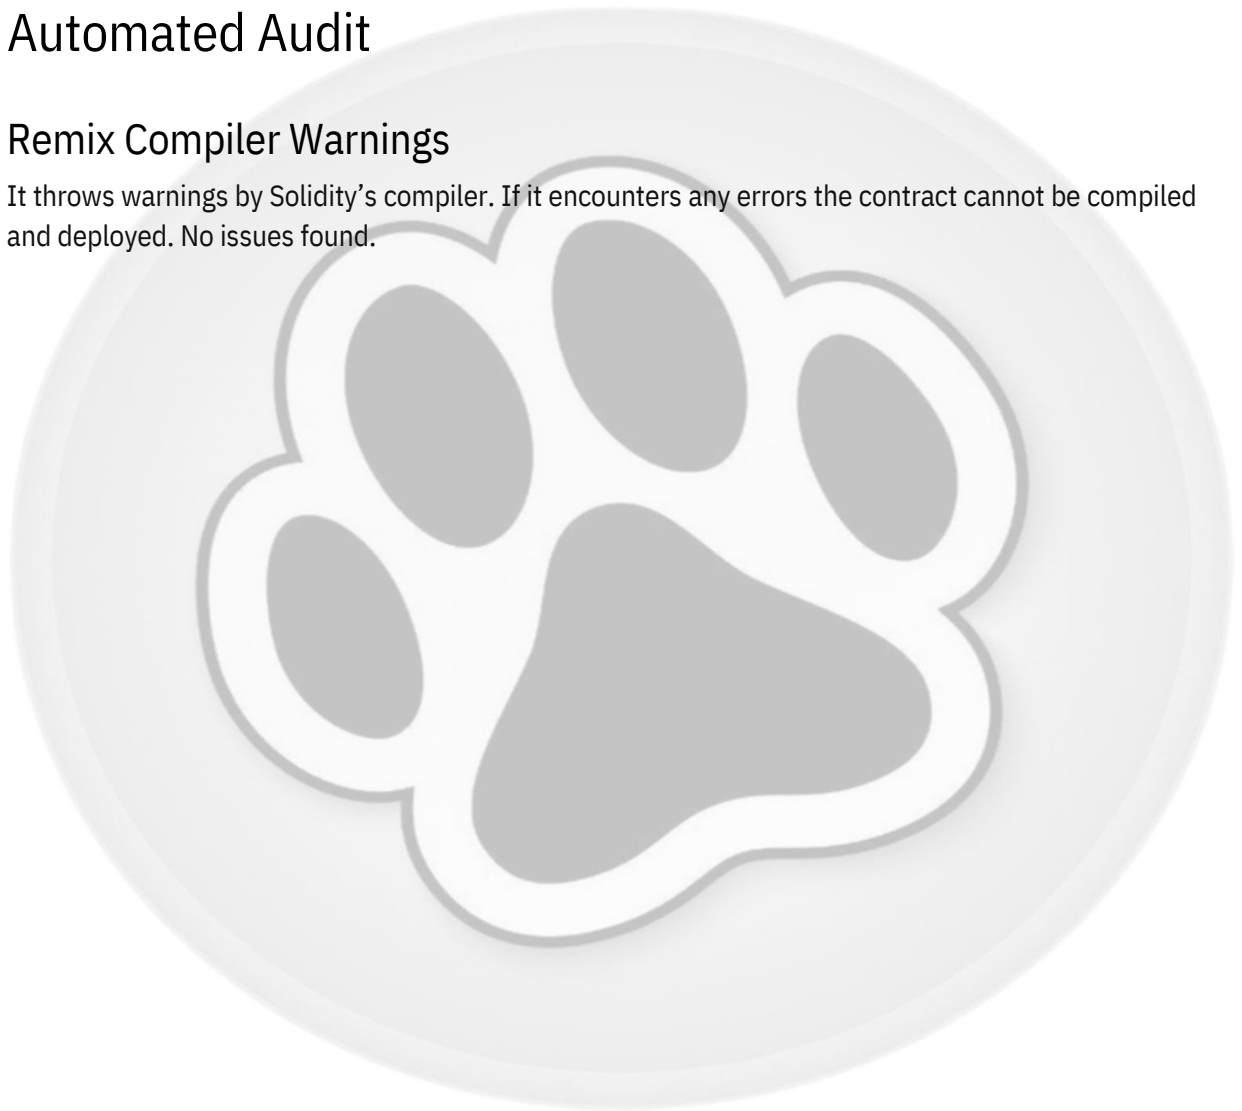 Automated Audit
Remix Compiler Warnings
It throws warnings by Solidity’s compiler. If it encounters any errors the contract cannot be compiled
and deployed. No issues found.